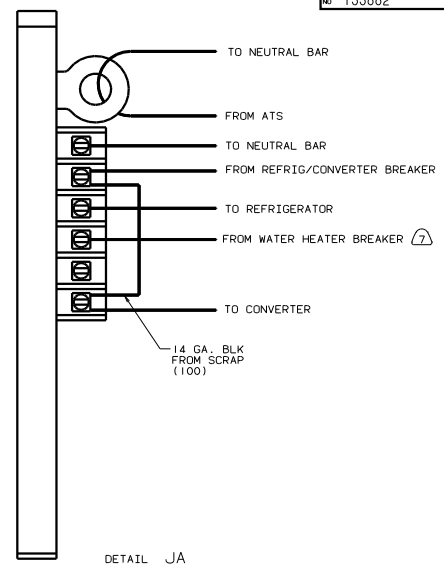 TO NEUTRAL BAR
FROM ATS
TO NEUTRAL BAR
FROM REFRIG/CONVERTER BREAKER
TO REFRIGERATOR
FROM WATER HEATER BREAKER 7
TO CONVERTER
14 GA. BLK
FROM SCRAP
(100)
DETAIL JA